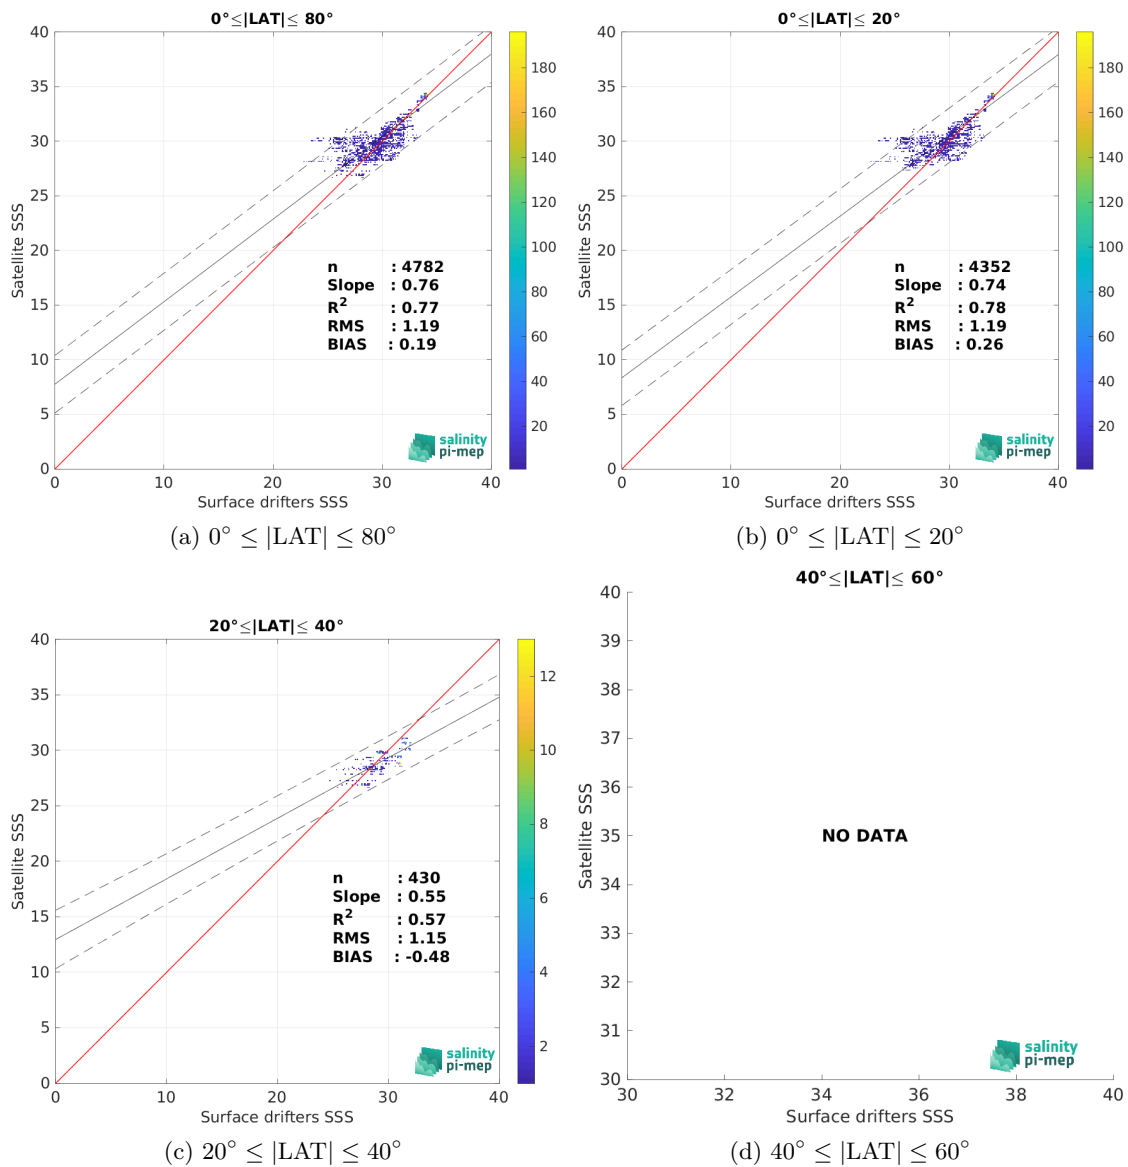 0°≤|LAT|≤ 80°
Satellite SSS
40
35
30
25
20
15
10
5
0
0 10 20 30 40
Surface drifters SSS
n : 4782
Slope : 0.76
R² : 0.77
RMS : 1.19
BIAS : 0.19
salinity
pi-mep
180
160
140
120
100
80
60
40
20
(a) 0° ≤ |LAT| ≤ 80°
0°≤|LAT|≤ 20°
Satellite SSS
40
35
30
25
20
15
10
5
0
0 10 20 30 40
Surface drifters SSS
n : 4352
Slope : 0.74
R² : 0.78
RMS : 1.19
BIAS : 0.26
salinity
pi-mep
180
160
140
120
100
80
60
40
20
(b) 0° ≤ |LAT| ≤ 20°
20°≤|LAT|≤ 40°
Satellite SSS
40
35
30
25
20
15
10
5
0
0 10 20 30 40
Surface drifters SSS
n : 430
Slope : 0.55
R² : 0.57
RMS : 1.15
BIAS : -0.48
salinity
pi-mep
12
10
8
6
4
2
(c) 20° ≤ |LAT| ≤ 40°
40°≤|LAT|≤ 60°
Satellite SSS
40
39
38
37
36
35
34
33
32
31
30
30 32 34 36 38 40
Surface drifters SSS
NO DATA
salinity
pi-mep
(d) 40° ≤ |LAT| ≤ 60°